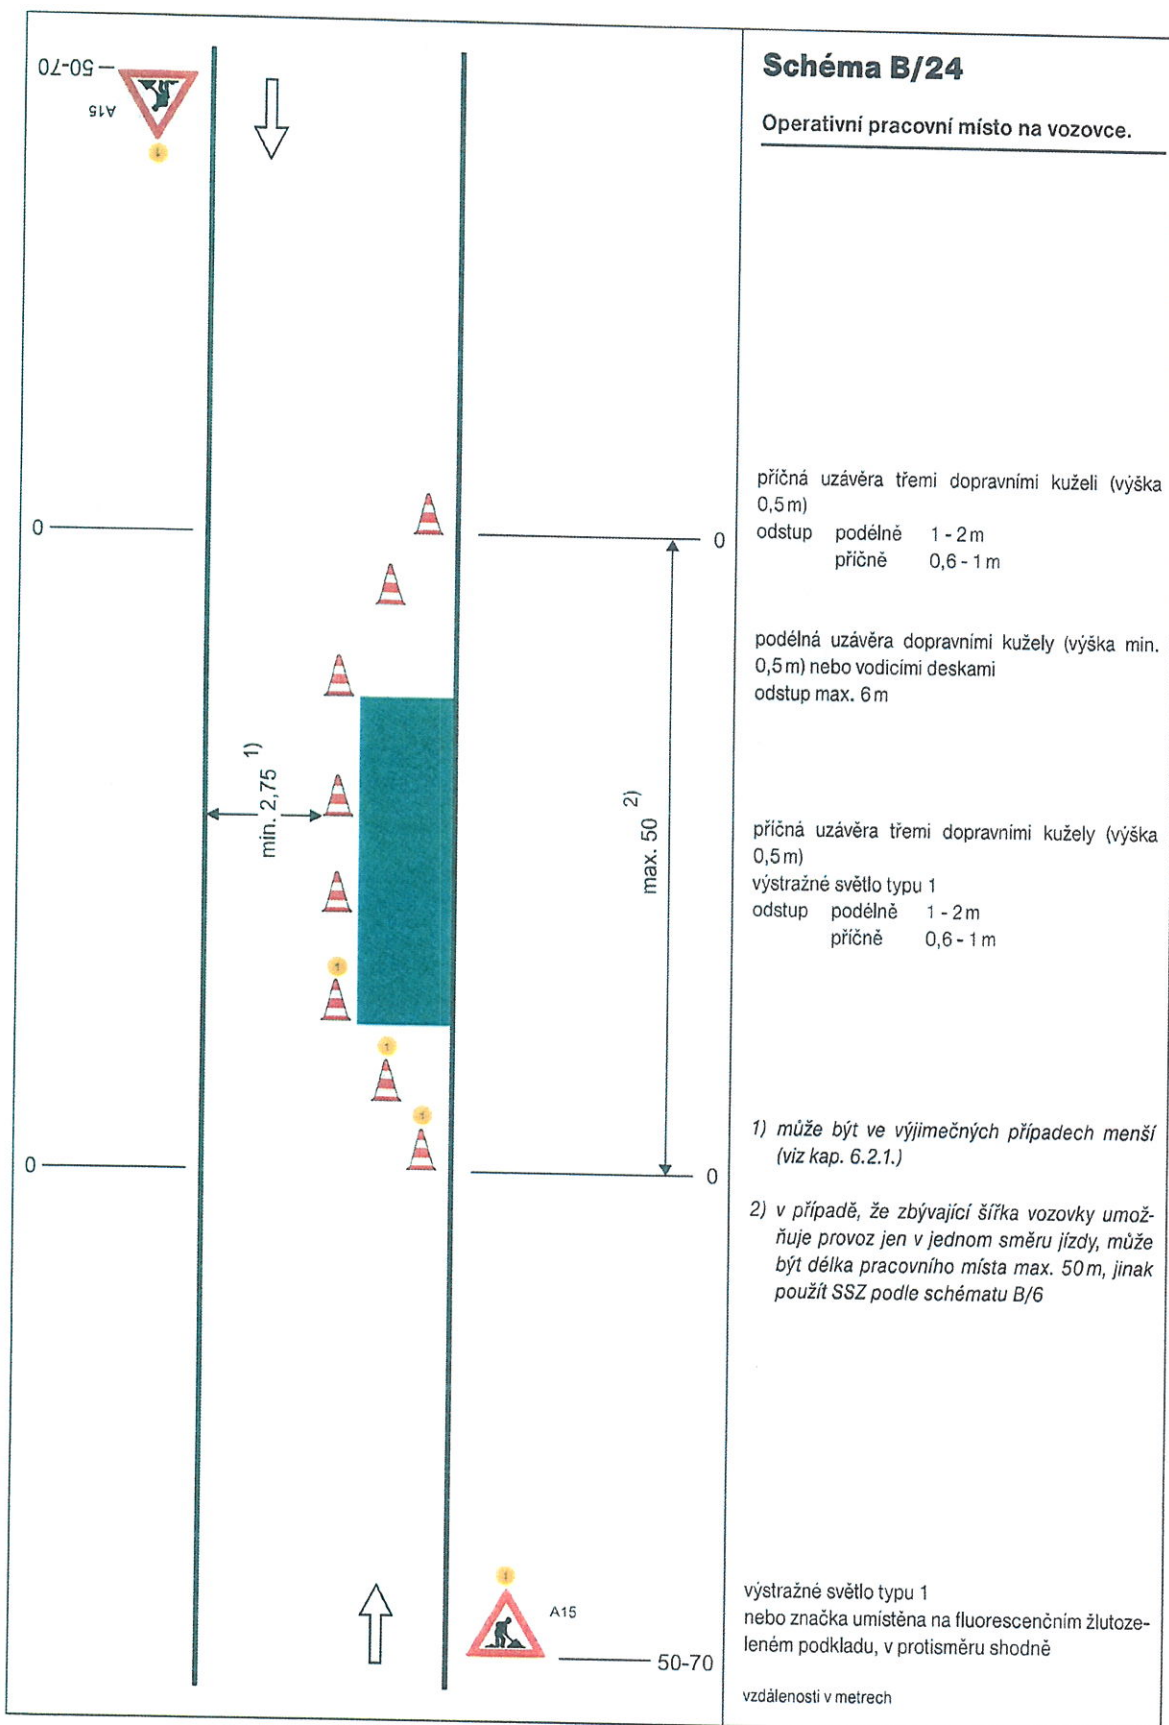 50-70
A15
1
0
0
min. 2,75 1)
max. 50 2)
1
1
1
0
0
1
A15
50-70
Schéma B/24
Operativní pracovní místo na vozovce.
příčná uzávěra třemi dopravními kuželi (výška
0,5 m)
odstup podélně 1 - 2 m
příčně 0,6 - 1 m
podélná uzávěra dopravními kužely (výška min.
0,5 m) nebo vodicími deskami
odstup max. 6 m
příčná uzávěra třemi dopravními kužely (výška
0,5 m)
výstražné světlo typu 1
odstup podélně 1 - 2 m
příčně 0,6 - 1 m
1) může být ve výjimečných případech menší
(viz kap. 6.2.1.)
2) v případě, že zbývající šířka vozovky umož-
ňuje provoz jen v jednom směru jízdy, může
být délka pracovního místa max. 50 m, jinak
použít SSZ podle schématu B/6
výstražné světlo typu 1
nebo značka umístěna na fluorescenčním žlutoze-
leném podkladu, v protisměru shodně
vzdálenosti v metrech